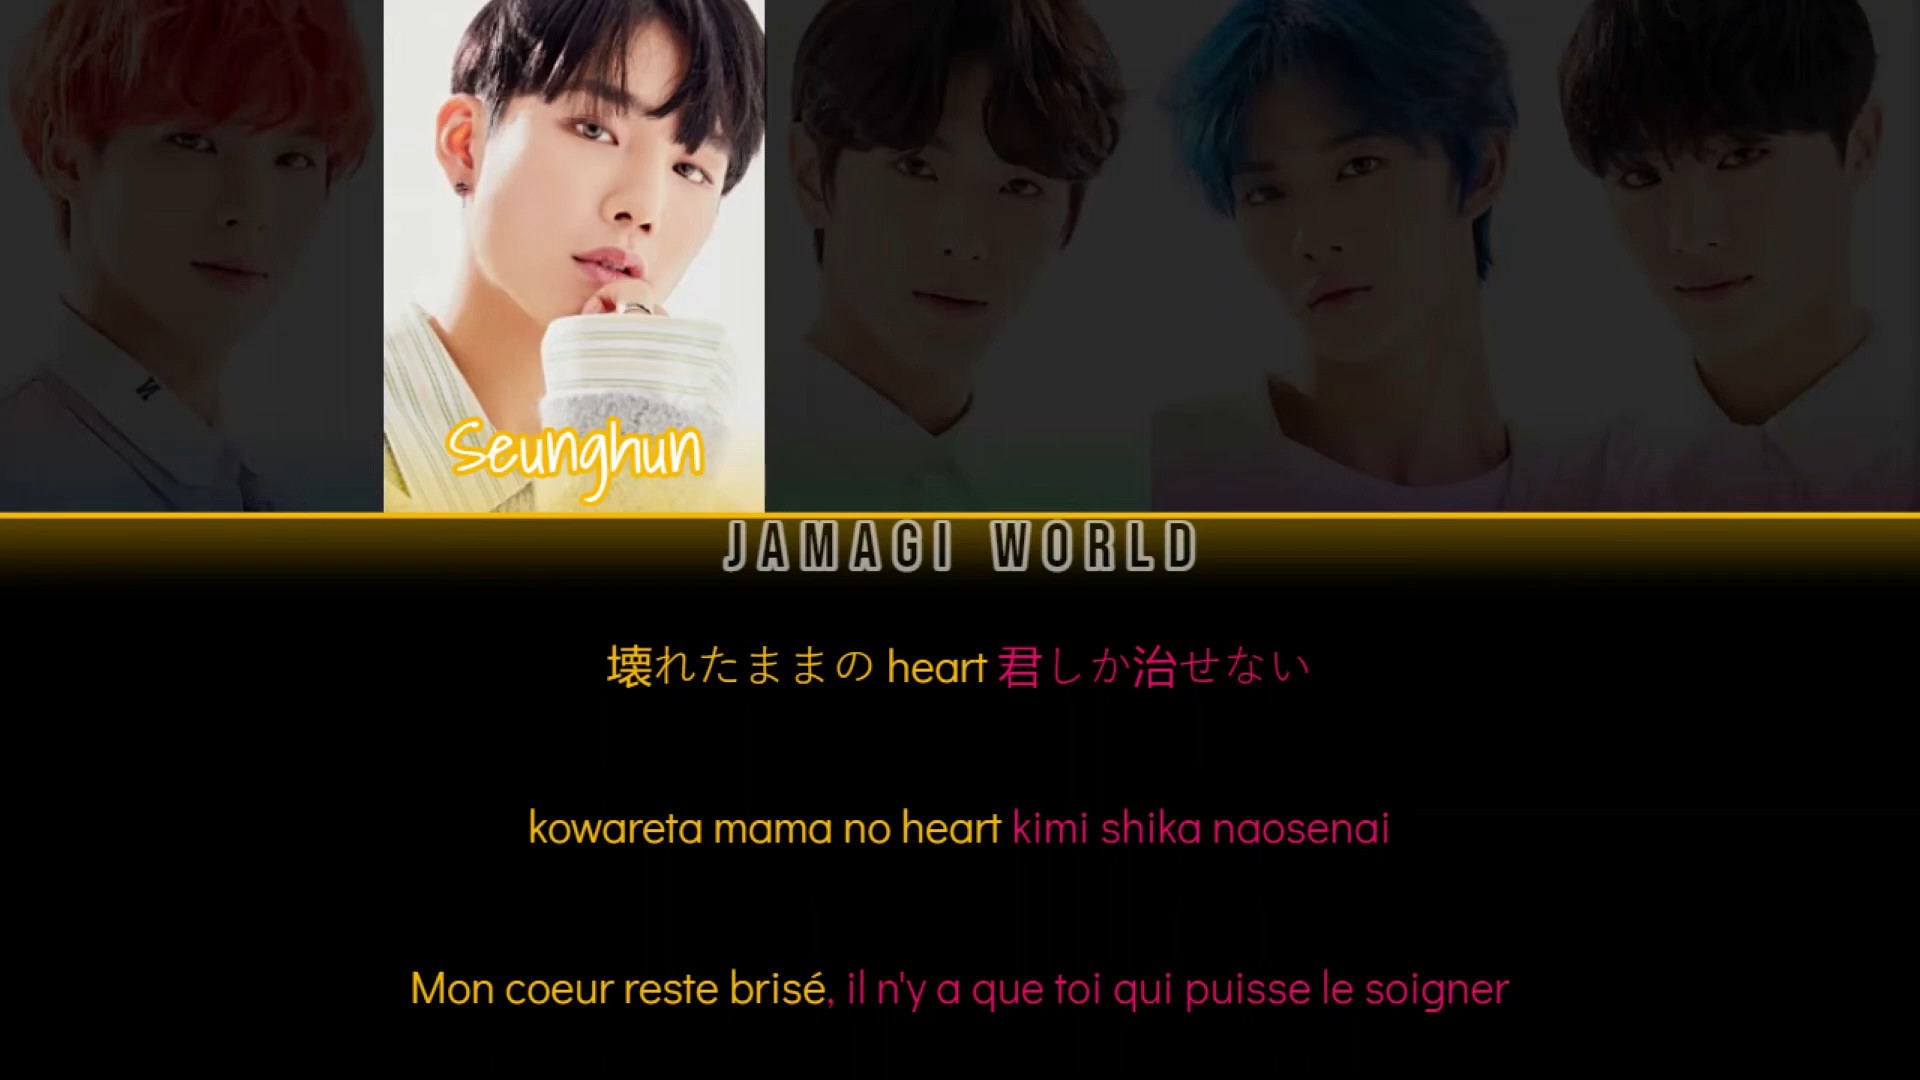 Seunghun
JAMAGI WORLD
壊れたままの heart 君しか治せない
kowareta mama no heart kimi shika naosenai
Mon coeur reste brisé, il n'y a que toi qui puisse le soigner